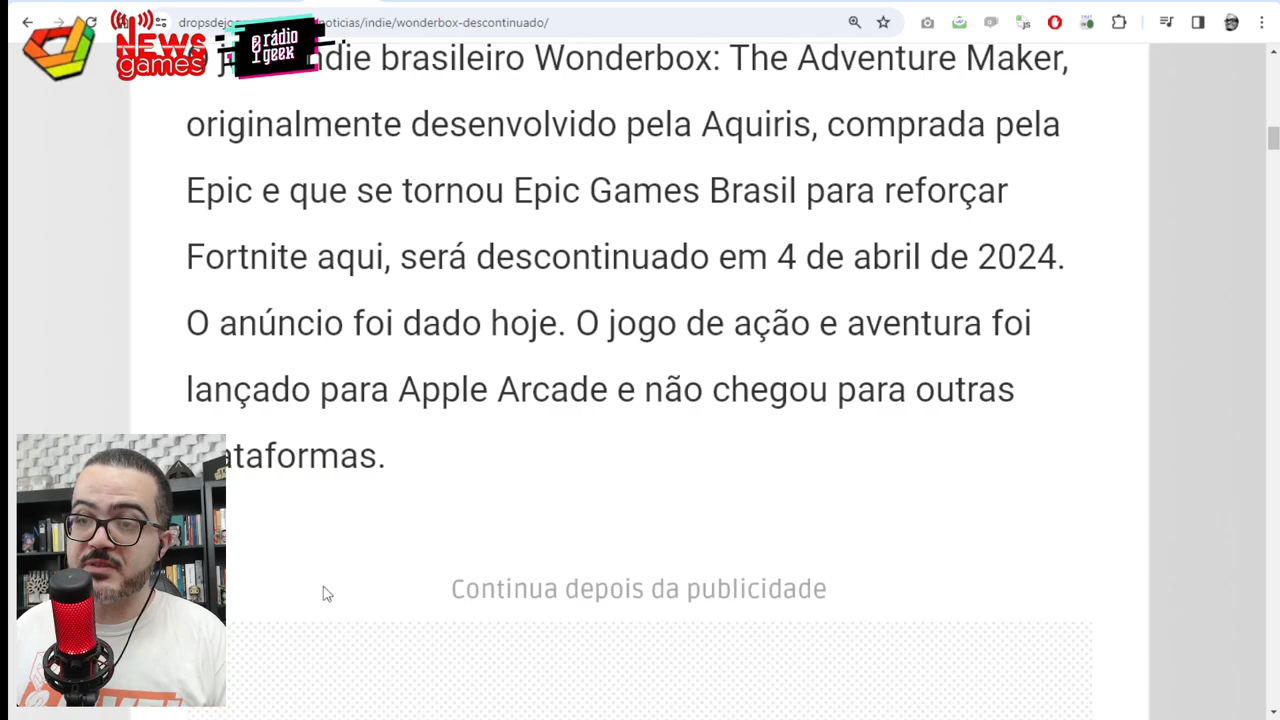 dropsdejo noticias/indie/wonderbox-descontinuado/
NEWS
games
rádio
geek
indie brasileiro Wonderbox: The Adventure Maker,
originalmente desenvolvido pela Aquiris, comprada pela
Epic e que se tornou Epic Games Brasil para reforçar
Fortnite aqui, será descontinuado em 4 de abril de 2024.
O anúncio foi dado hoje. O jogo de ação e aventura foi
lançado para Apple Arcade e não chegou para outras
ataformas.
Continua depois da publicidade